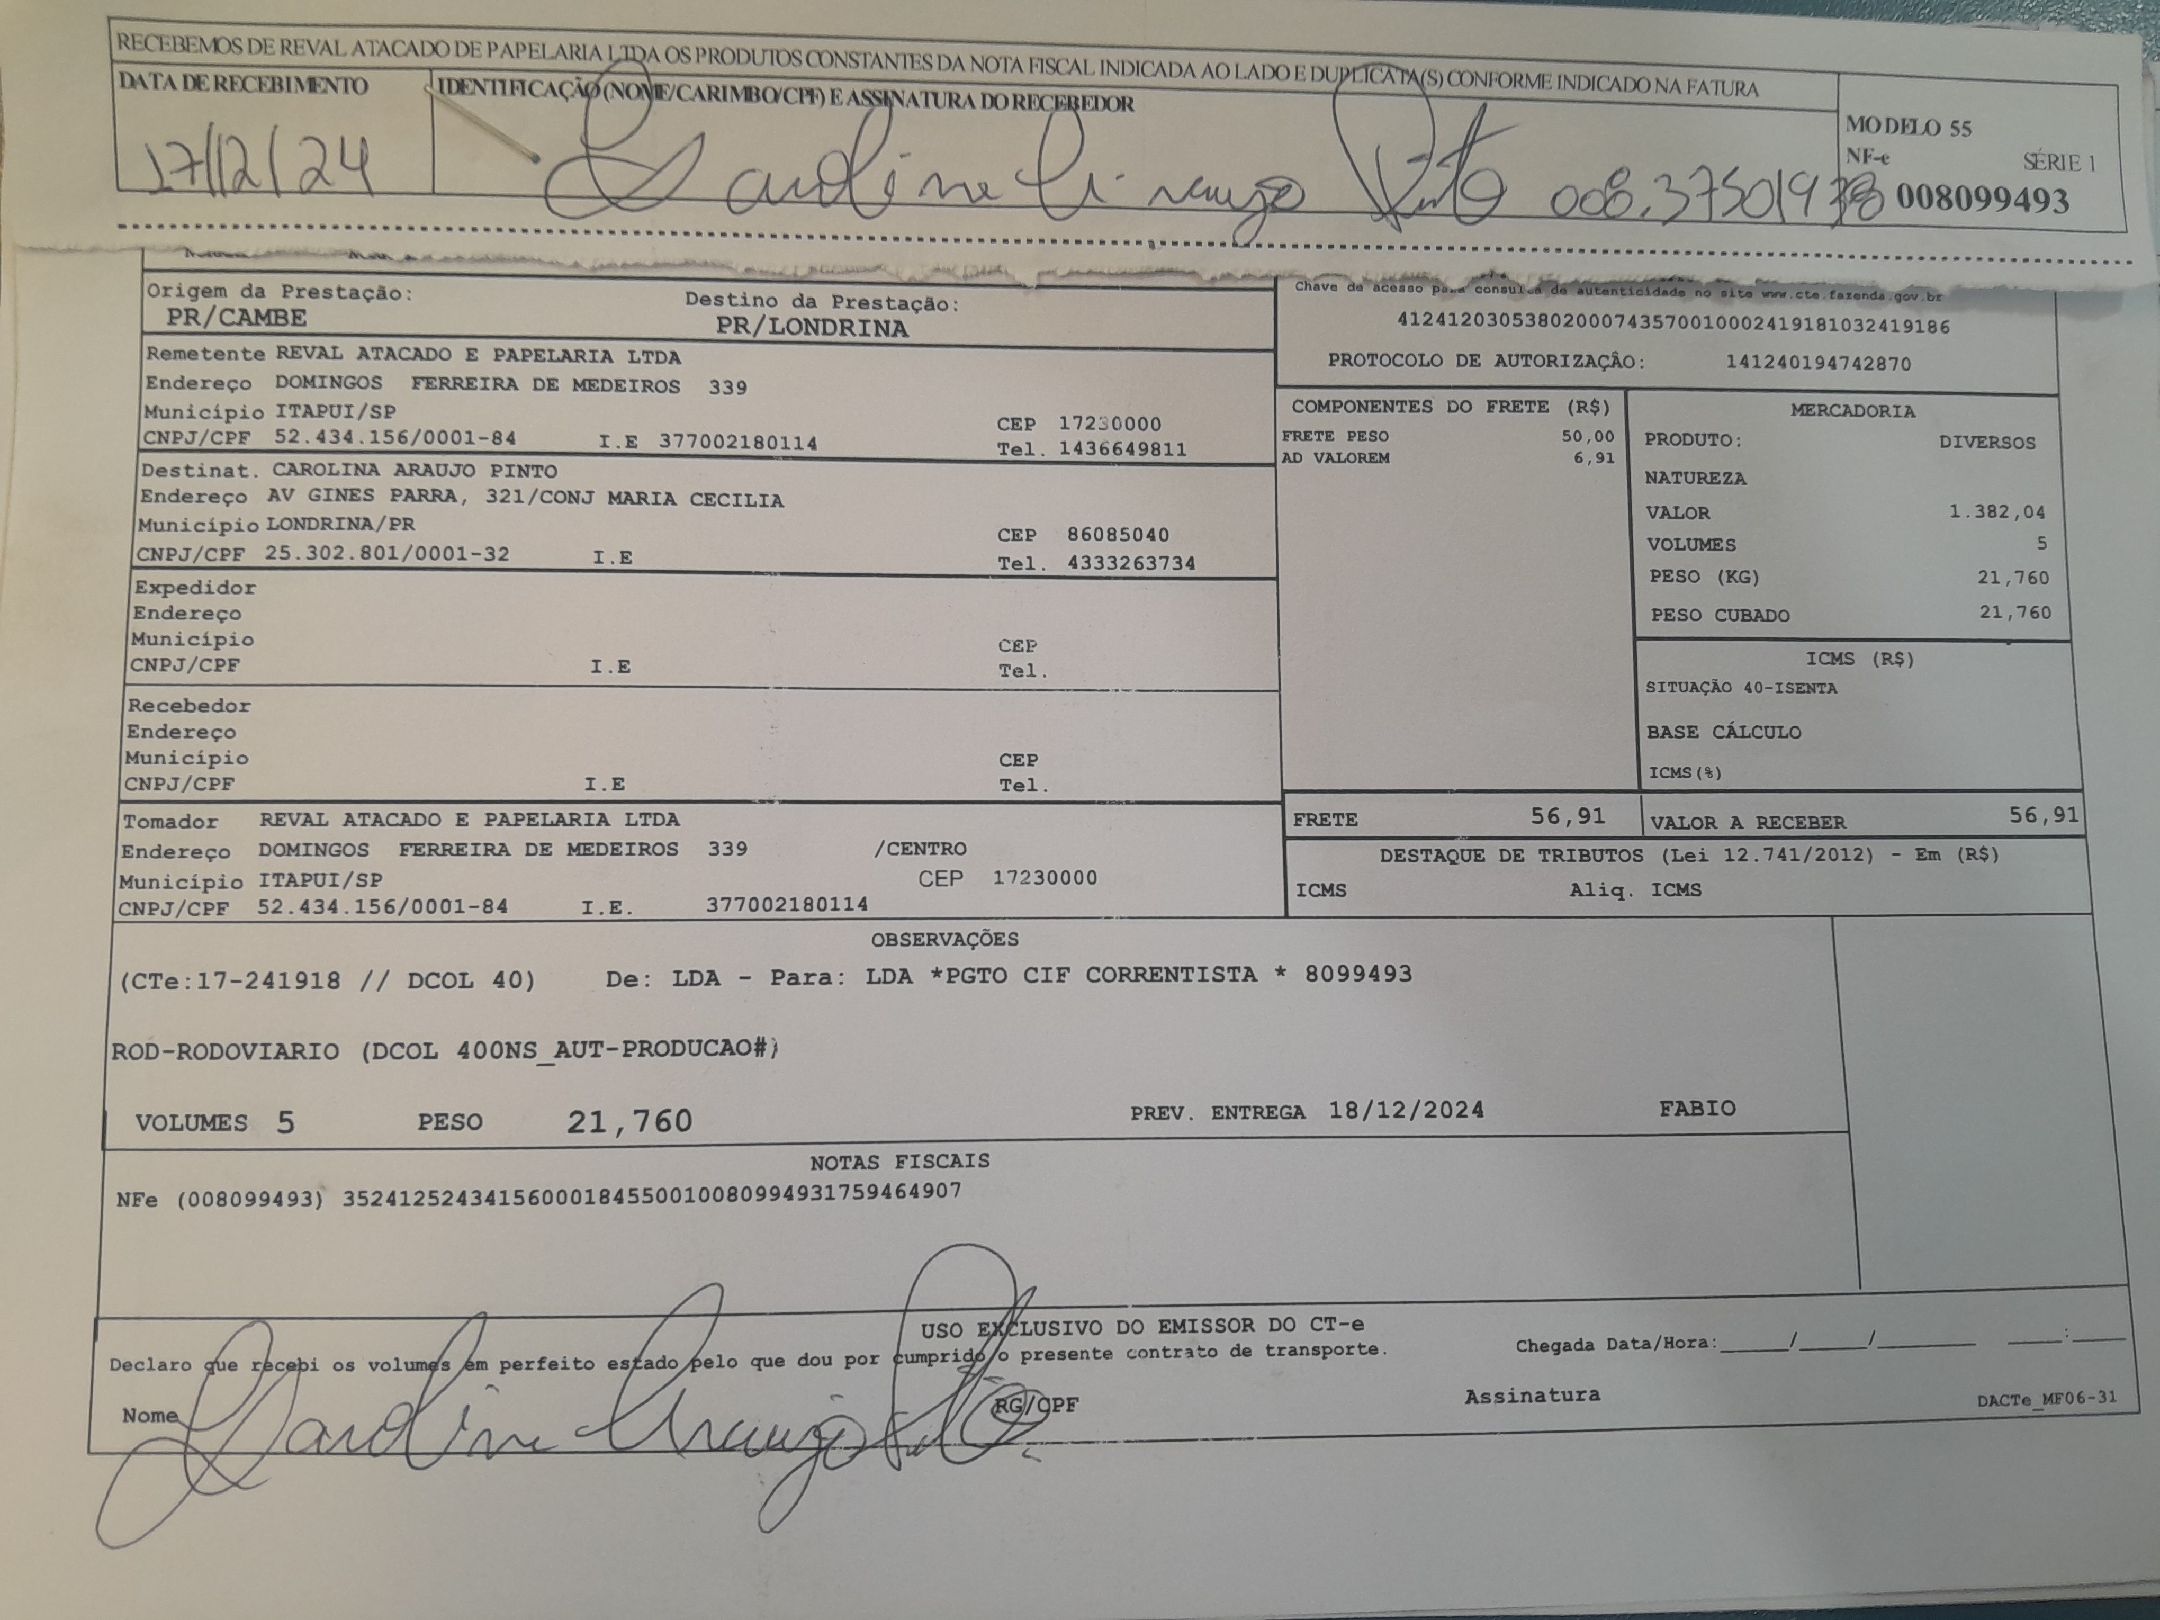 RECEBEMOS DE REVAL ATACADO DE PAPELARIA LTDA OS PRODUTOS CONSTANTES DA NOTA FISCAL INDICADA AO LADO E DUPLICATA(S) CONFORME INDICADO NA FATURA
DATA DE RECEBIMENTO IDENTIFICAÇÃO (NOME/CARIMBO/CPF) E ASSINATURA DO RECEBEDOR
MODELO 55
NF-e SÉRIE 1
17/12/24 Caroline Araujo Pinto 008099493
Origem da Prestação: Destino da Prestação:
PR/CAMBE PR/LONDRINA
Chave de acesso para consulta de autenticidade no site www.cte.fazenda.gov.br
41241203053802000743570010002419181032419186
PROTOCOLO DE AUTORIZAÇÂO: 141240194742870
Remetente REVAL ATACADO E PAPELARIA LTDA
Endereço DOMINGOS FERREIRA DE MEDEIROS 339
Município ITAPUI/SP CEP 17230000
CNPJ/CPF 52.434.156/0001-84 I.E 377002180114 Tel. 1436649811
Destinat. CAROLINA ARAUJO PINTO
Endereço AV GINES PARRA, 321/CONJ MARIA CECILIA
Município LONDRINA/PR CEP 86085040
CNPJ/CPF 25.302.801/0001-32 I.E Tel. 4333263734
Expedidor
Endereço
Município CEP
CNPJ/CPF I.E Tel.
Recebedor
Endereço
Município CEP
CNPJ/CPF I.E Tel.
Tomador REVAL ATACADO E PAPELARIA LTDA
Endereço DOMINGOS FERREIRA DE MEDEIROS 339 /CENTRO
Município ITAPUI/SP CEP 17230000
CNPJ/CPF 52.434.156/0001-84 I.E. 377002180114
COMPONENTES DO FRETE (R$)
FRETE PESO 50,00
AD VALOREM 6,91
MERCADORIA
PRODUTO: DIVERSOS
NATUREZA
VALOR 1.382,04
VOLUMES 5
PESO (KG) 21,760
PESO CUBADO 21,760
ICMS (R$)
SITUAÇÃO 40-ISENTA
BASE CÁLCULO
ICMS(%)
FRETE 56,91 VALOR A RECEBER 56,91
DESTAQUE DE TRIBUTOS (Lei 12.741/2012) - Em (R$)
ICMS Aliq. ICMS
OBSERVAÇÕES
(CTe:17-241918 // DCOL 40) De: LDA - Para: LDA *PGTO CIF CORRENTISTA * 8099493
ROD-RODOVIARIO (DCOL 400NS_AUT-PRODUCAO#)
VOLUMES 5 PESO 21,760 PREV. ENTREGA 18/12/2024 FABIO
NOTAS FISCAIS
NFe (008099493) 35241252434156000184550010080994931759464907
USO EXCLUSIVO DO EMISSOR DO CT-e
Declaro que recebi os volumes em perfeito estado pelo que dou por cumprido o presente contrato de transporte. Chegada Data/Hora:_____/_____/_______ ____:____
Nome Caroline Araujo Pinto RG/CPF Assinatura DACTe_MF06-31